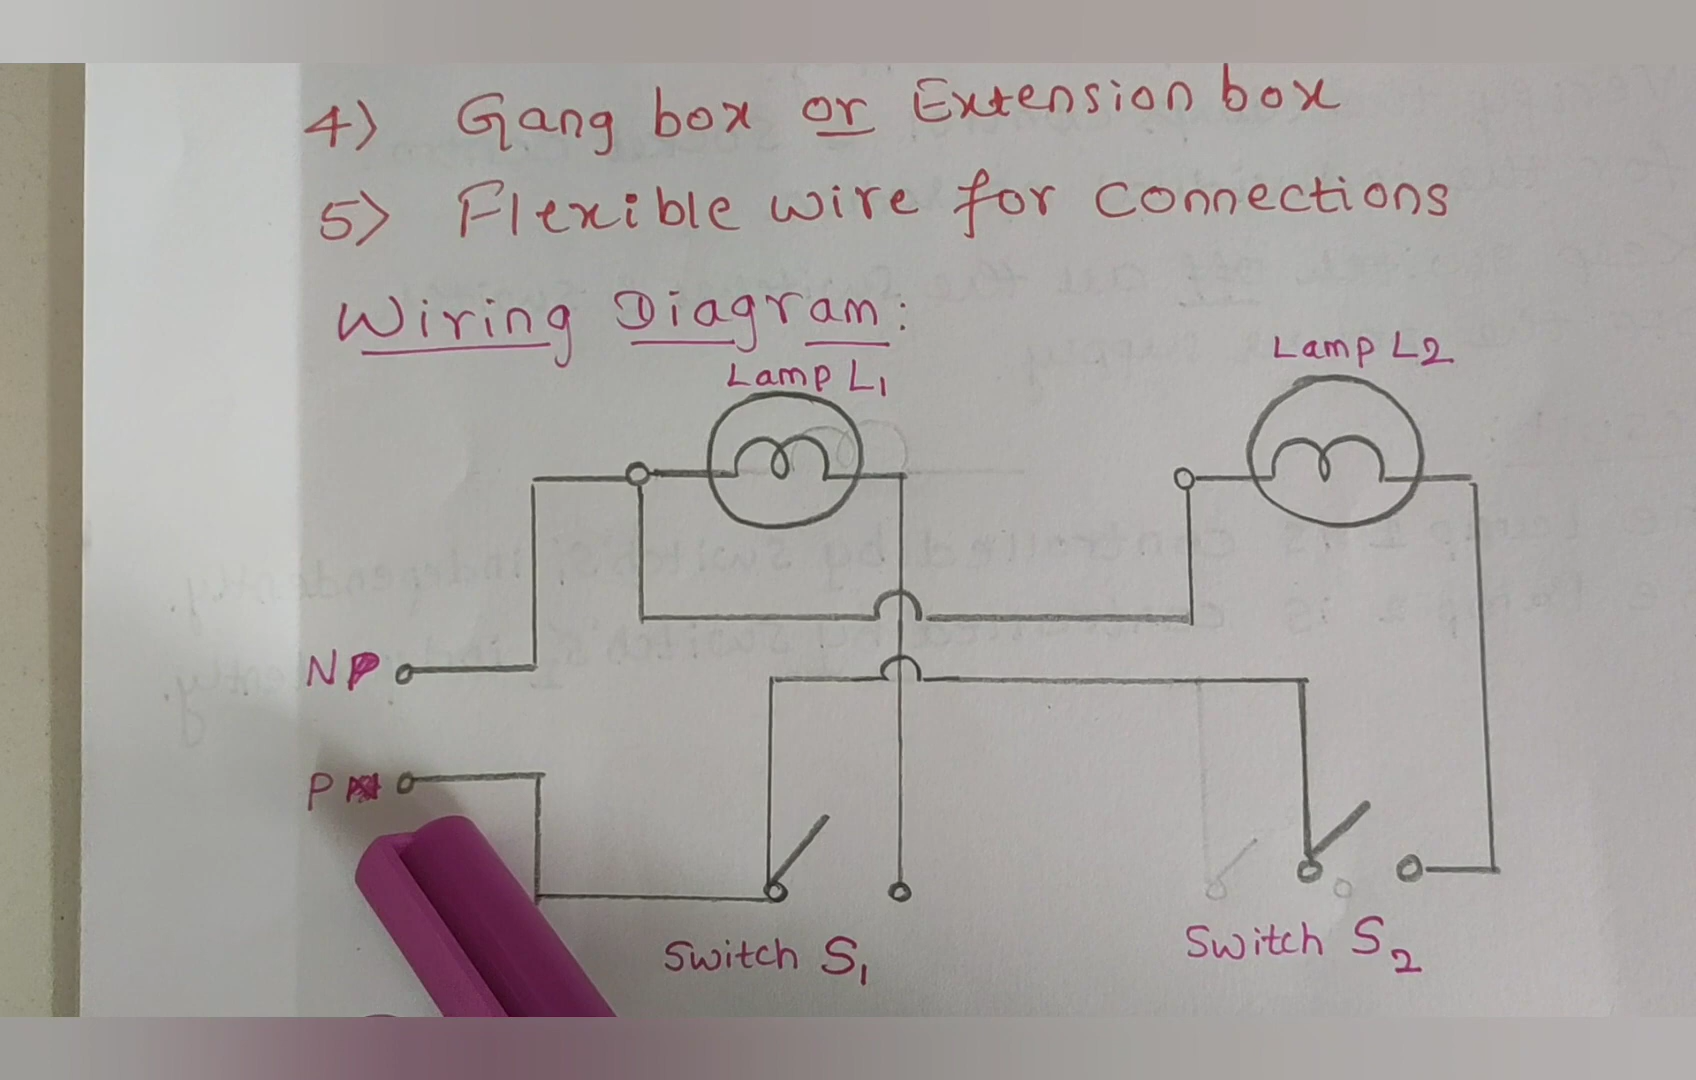 4) Gang box or Extension box
5) Flexible wire for connections
Wiring Diagram:
Lamp L1
Lamp L2
N
P
Switch S1
Switch S2